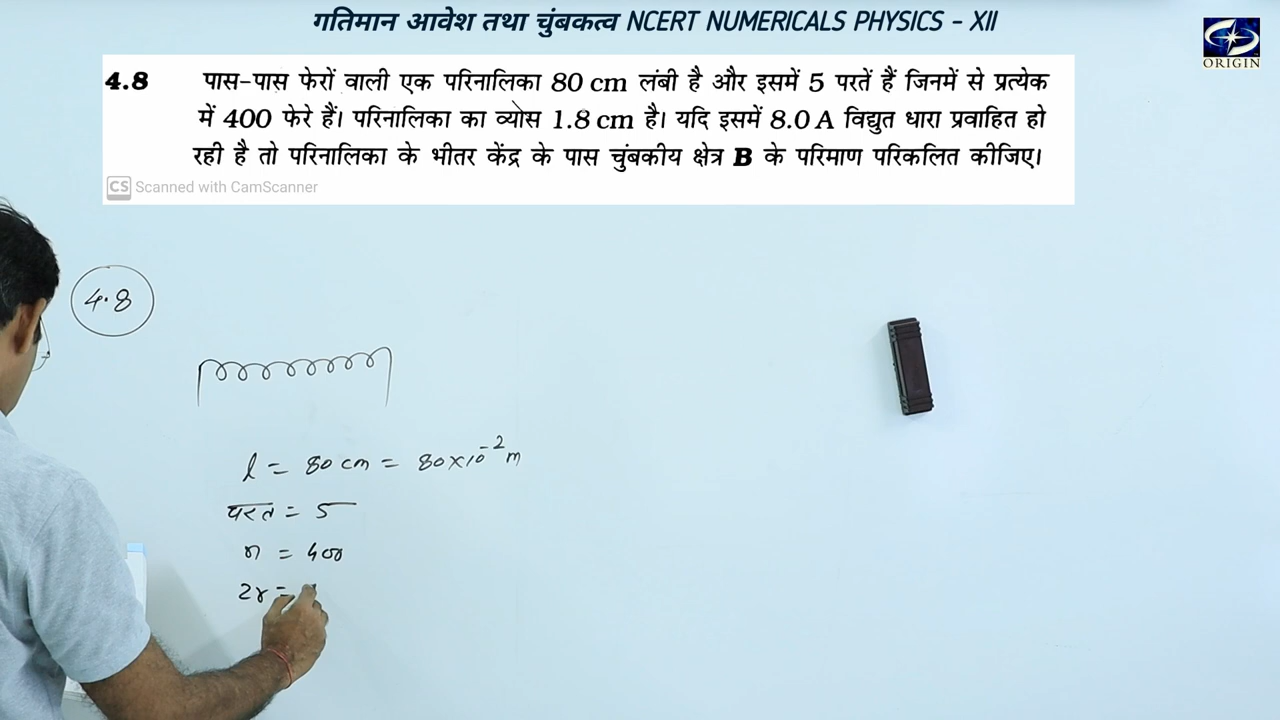 गतिमान आवेश तथा चुंबकत्व NCERT NUMERICALS PHYSICS - XII
ORIGIN
4.8 पास-पास फेरों वाली एक परिनालिका 80 cm लंबी है और इसमें 5 परतें हैं जिनमें से प्रत्येक
में 400 फेरे हैं। परिनालिका का व्यास 1.8 cm है। यदि इसमें 8.0 A विद्युत धारा प्रवाहित हो
रही है तो परिनालिका के भीतर केंद्र के पास चुंबकीय क्षेत्र B के परिमाण परिकलित कीजिए।
CS Scanned with CamScanner
4.8
l = 80 cm = 80×10⁻² m
परत = 5
n = 400
2r =